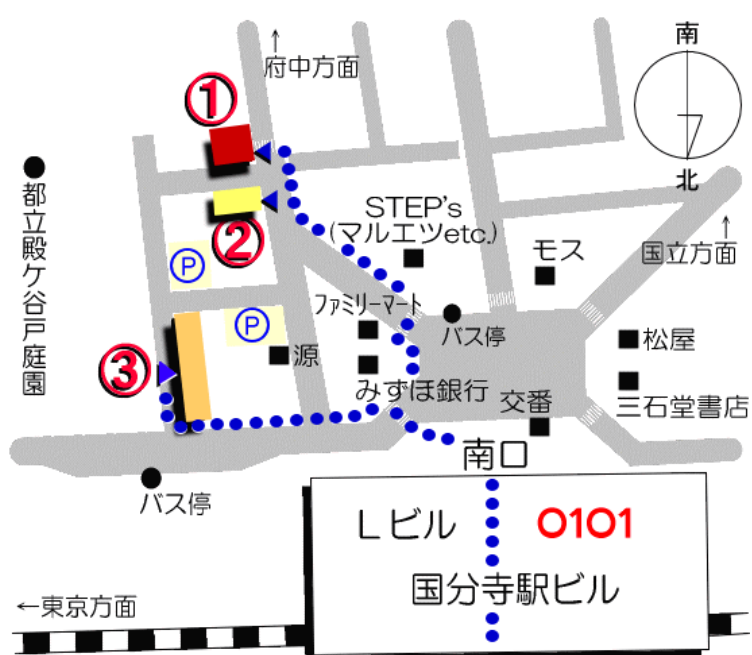 ↑
府中方面
南
北
①
②
③
都立殿ケ谷戸庭園
STEP's
(マルエツetc.)
モス
↑
国立方面
P
P
ファミリーマート
バス停
源
松屋
みずほ銀行
交番
三石堂書店
南口
バス停
Lビル
0101
国分寺駅ビル
←東京方面